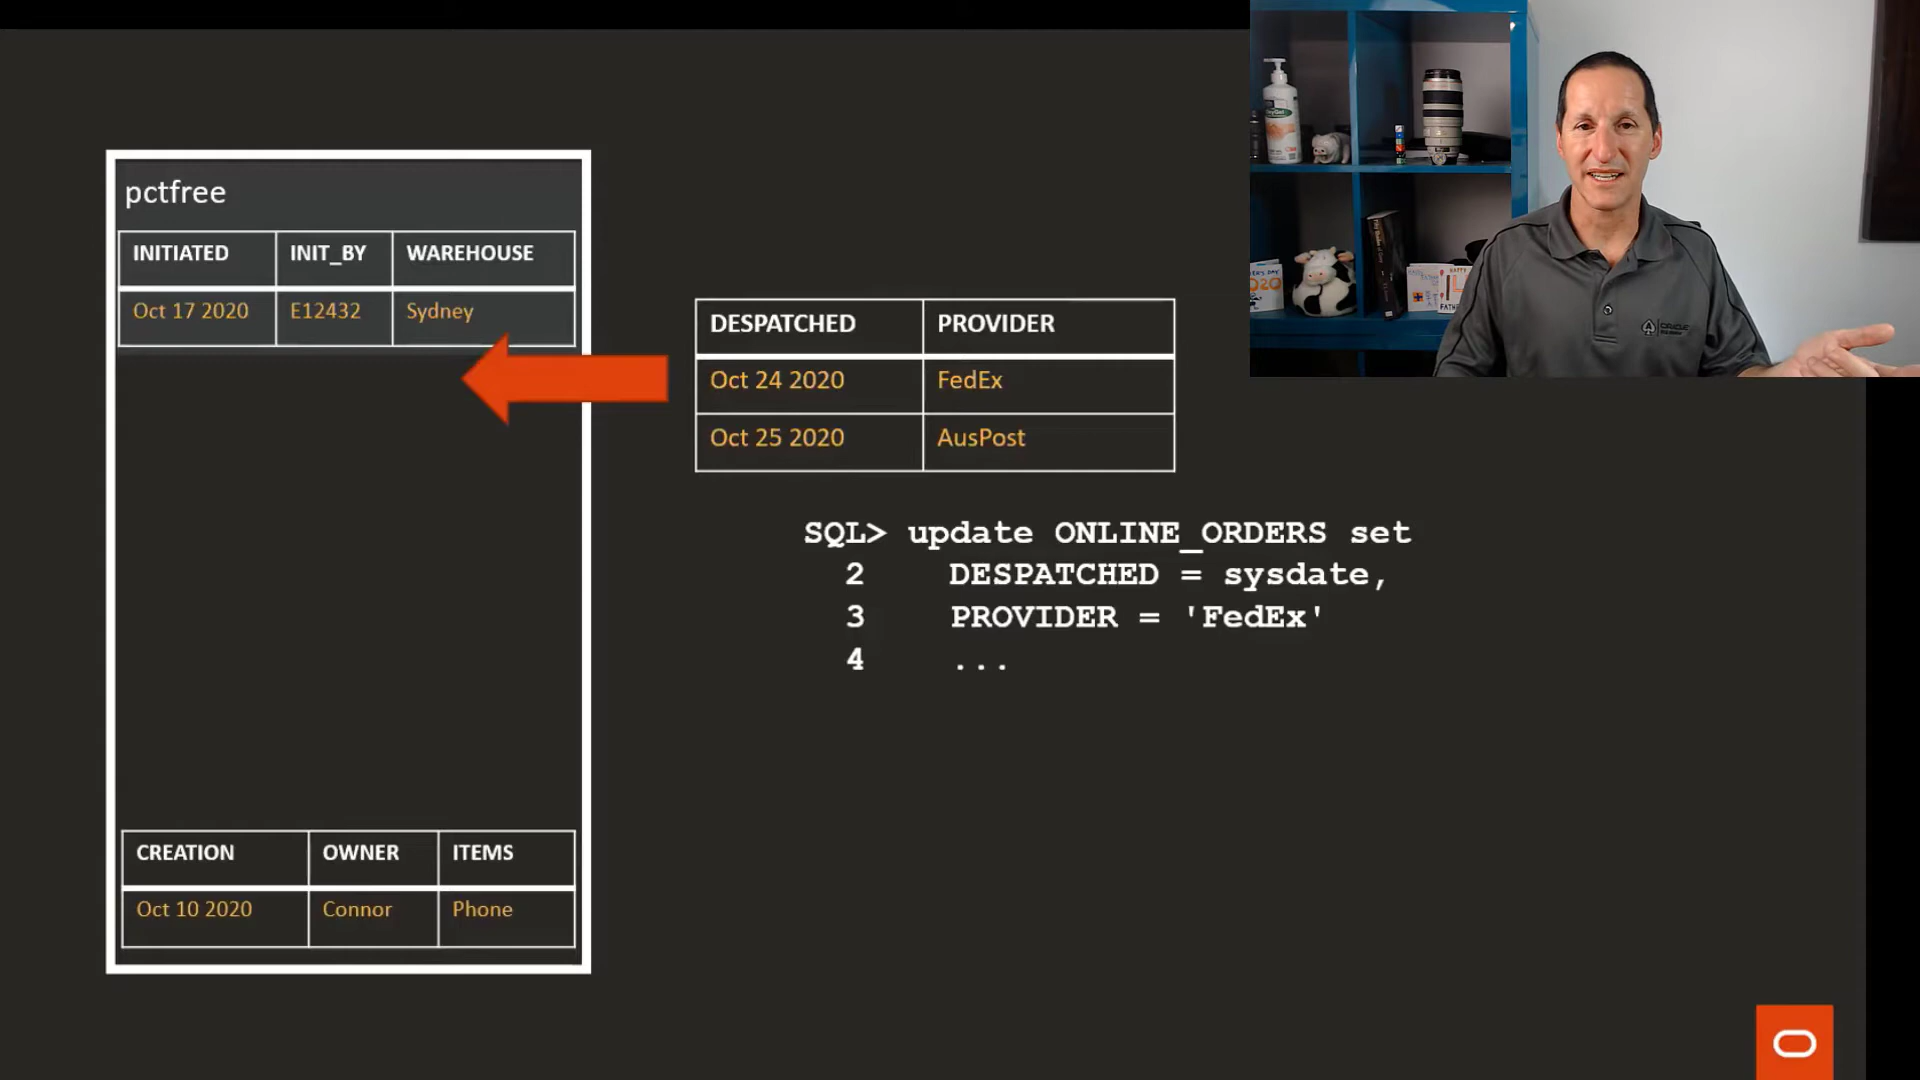 pctfree
INITIATED INIT_BY WAREHOUSE
Oct 17 2020 E12432 Sydney
DESPATCHED PROVIDER
Oct 24 2020 FedEx
Oct 25 2020 AusPost
SQL> update ONLINE_ORDERS set
2 DESPATCHED = sysdate,
3 PROVIDER = 'FedEx'
4 ...
CREATION OWNER ITEMS
Oct 10 2020 Connor Phone
ORACLE